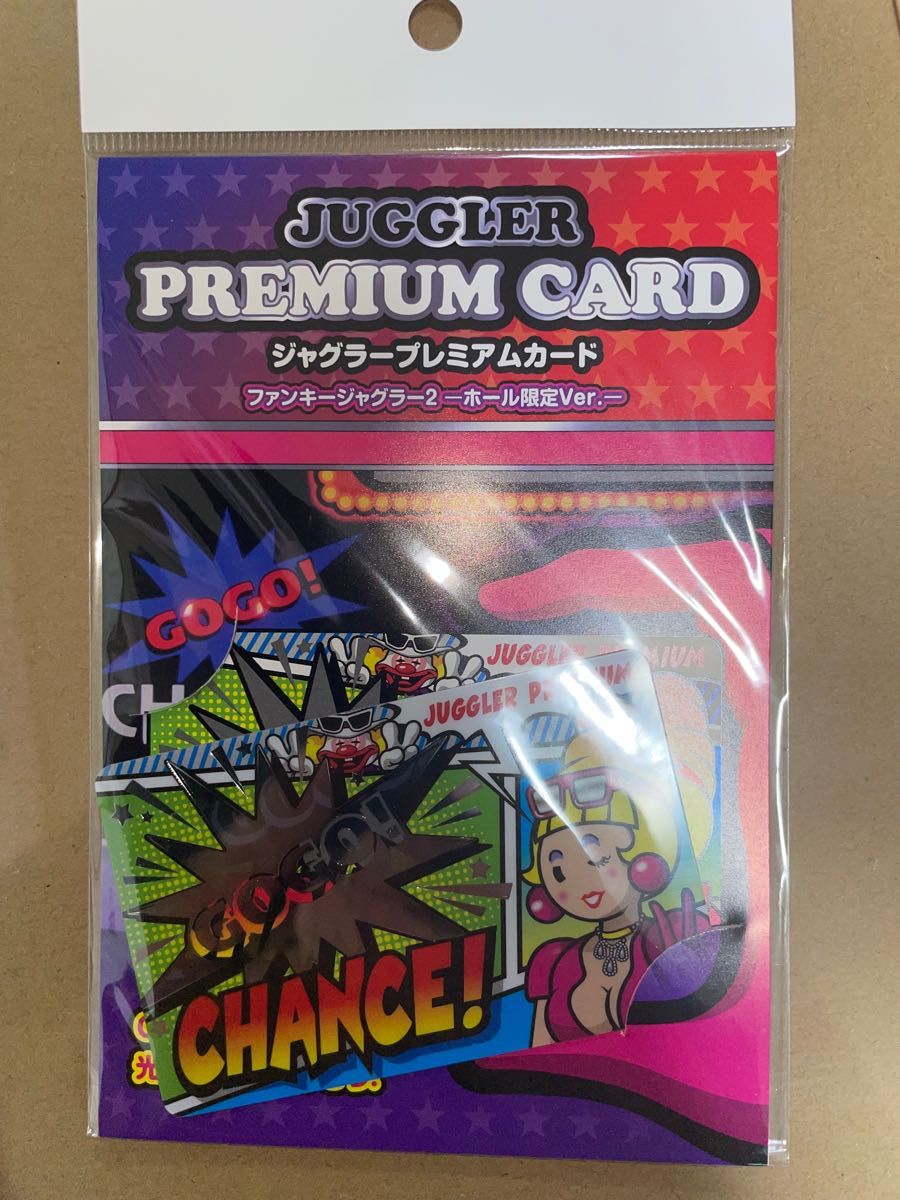 JUGGLER
PREMIUM CARD
ジャグラープレミアムカード
ファンキージャグラー2 ―ホール限定Ver.―
GOGO!
CH
JUGGLER PREMIUM
JUGGLER PREMIUM
GOGO!
CHANCE!
光